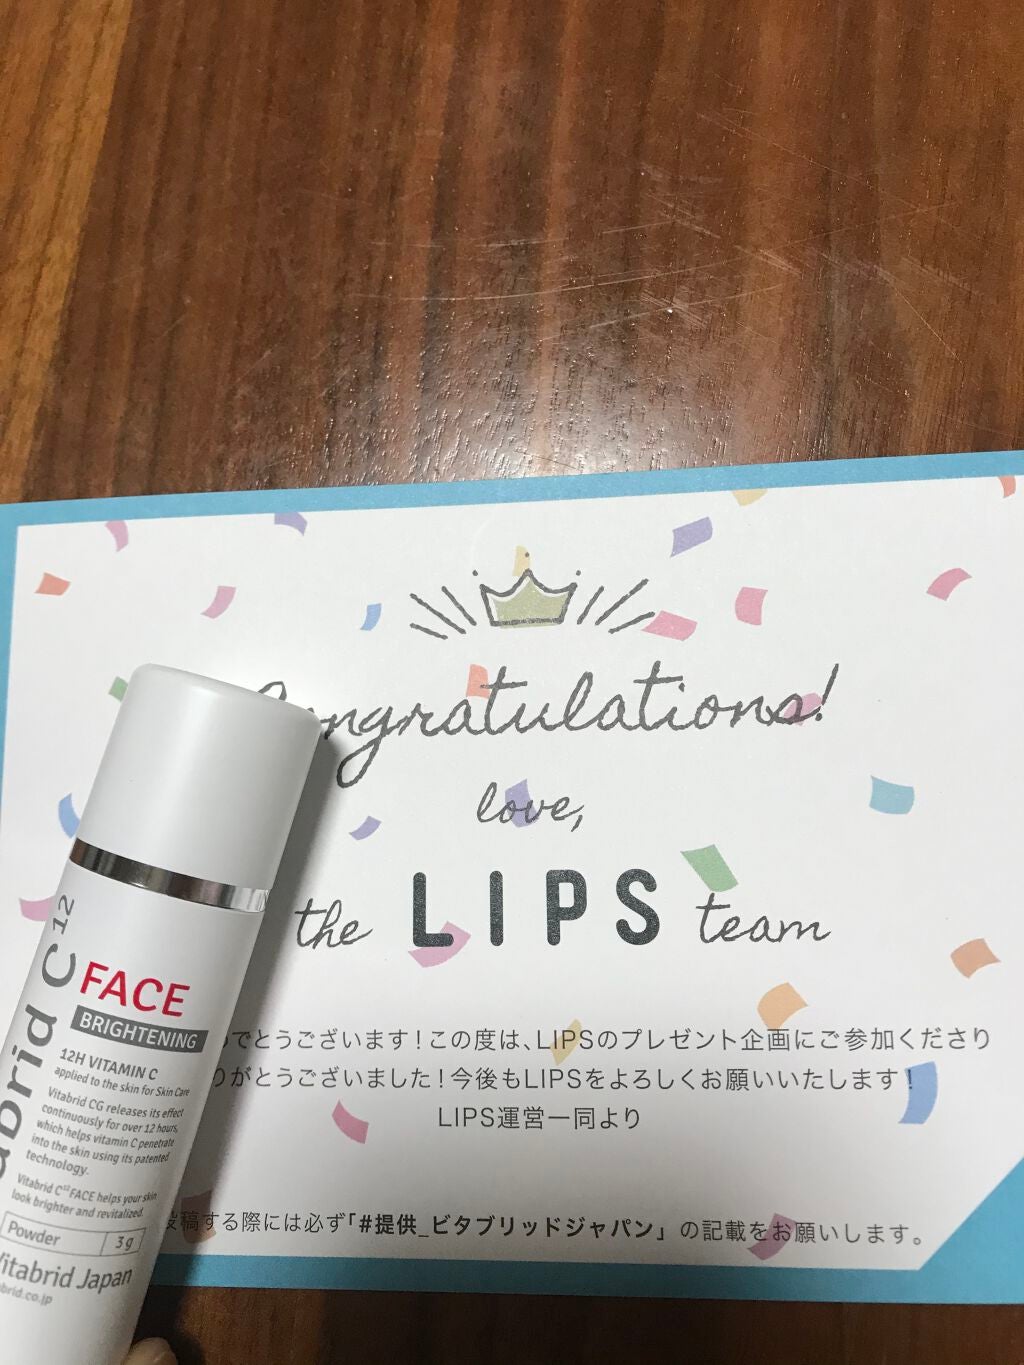 Congratulations!
love,
the LIPS team
でとうございます！この度は、LIPSのプレゼント企画にご参加くださり
がとうございました！今後もLIPSをよろしくお願いいたします！
LIPS運営一同より
投稿する際には必ず「#提供_ビタブリッドジャパン」の記載をお願いします。
abrid C12
FACE
BRIGHTENING
12H VITAMIN C
applied to the skin for Skin Care
Vitabrid CG releases its effect
continuously for over 12 hours,
which helps vitamin C penetrate
into the skin using its patented
technology.
Vitabrid C12 FACE helps your skin
look brighter and revitalized.
Powder 3g
Vitabrid Japan
abrid.co.jp